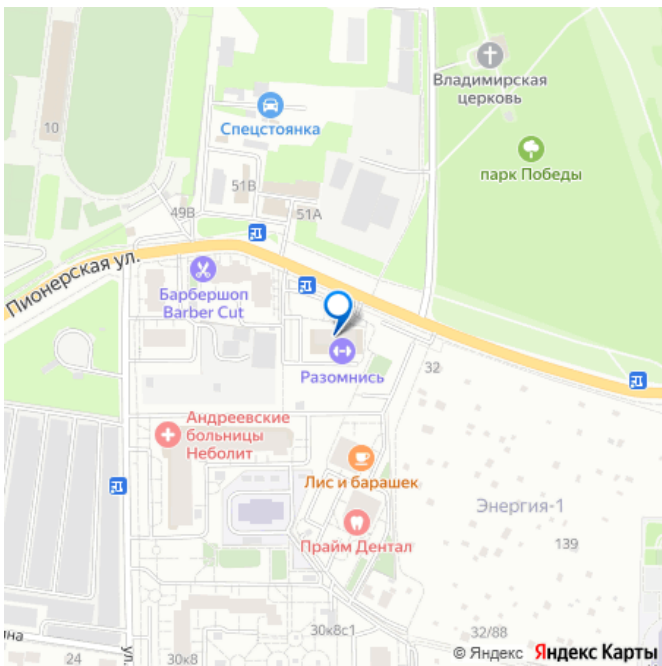 Владимирская
церковь
10
Спецстоянка
парк Победы
51В
51А
49В
Пионерская ул.
Барбершоп
Barber Cut
Разомнись
32
Андреевские
больницы
Неболит
Лис и барашек
Энергия-1
Прайм Дентал
139
30к8с1
32/88
24
30к8
ул.
© Яндекс Яндекс Карты